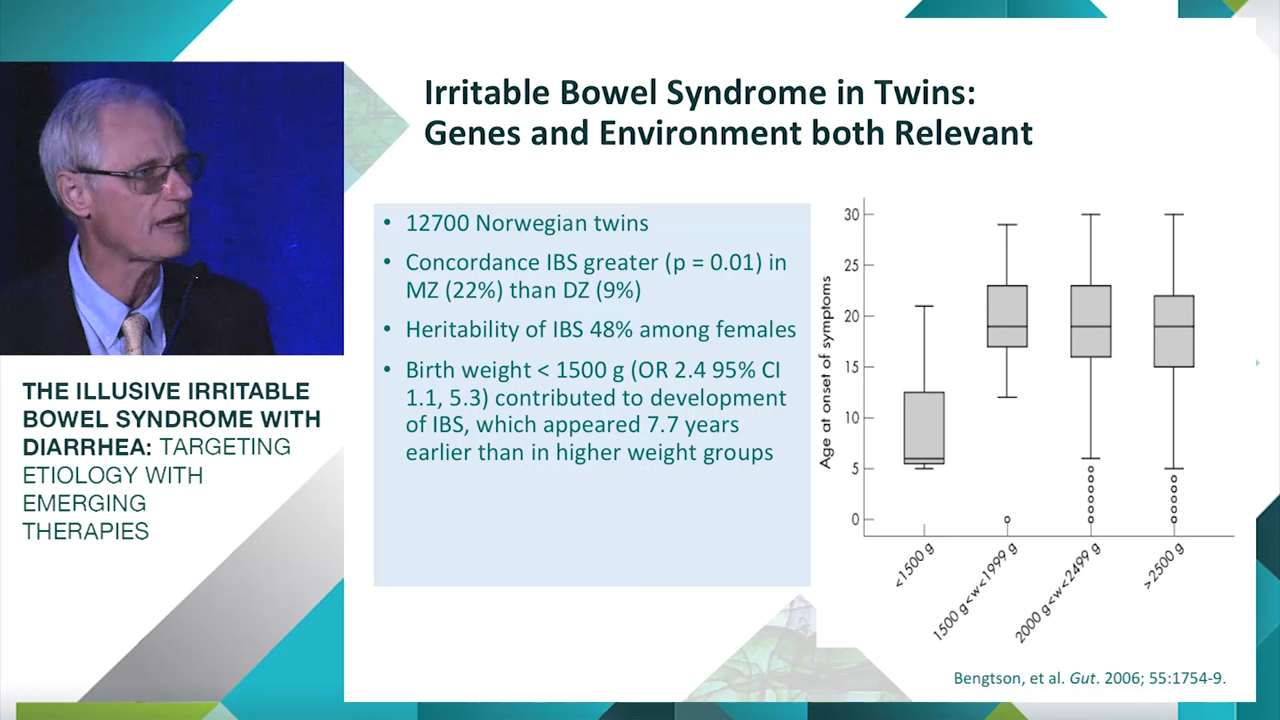 Irritable Bowel Syndrome in Twins:
Genes and Environment both Relevant
• 12700 Norwegian twins
• Concordance IBS greater (p = 0.01) in
MZ (22%) than DZ (9%)
• Heritability of IBS 48% among females
• Birth weight < 1500 g (OR 2.4 95% CI
1.1, 5.3) contributed to development
of IBS, which appeared 7.7 years
earlier than in higher weight groups
THE ILLUSIVE IRRITABLE
BOWEL SYNDROME WITH
DIARRHEA: TARGETING
ETIOLOGY WITH
EMERGING
THERAPIES
Age at onset of symptoms
30
25
20
15
10
5
0
<1500 g
1500 g<w<1999 g
2000 g<w<2499 g
>2500 g
Bengtson, et al. Gut. 2006; 55:1754-9.